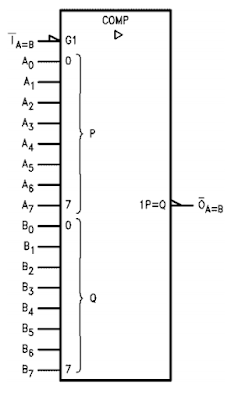 COMP
Ī A=B G1
A0 0
A1
A2
A3
A4
A5
A6
A7 7
P
1P=Q Ō A=B
B0 0
B1
B2
B3
B4
B5
B6
B7 7
Q